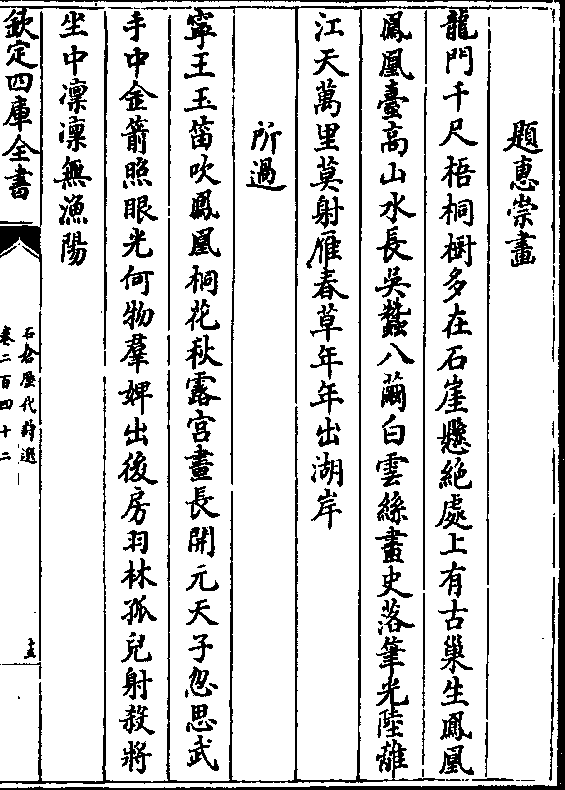 題惠崇畫
龍門千尺梧桐樹多在石崖懸絶處上有古巢生鳳凰
鳳凰臺高山水長吳蠶八繭白雲絲畫史落筆光陸離
江天萬里莫射雁春草年年出湖岸
所過
寧王玉笛吹鳳凰桐花秋露宫晝長開元天子忽思武
手中金箭照眼光何物羣婢出後房羽林孤兒射殺將
坐中凜凜無漁陽
欽定四庫全書
石倉歷代詩選
卷二百四十二